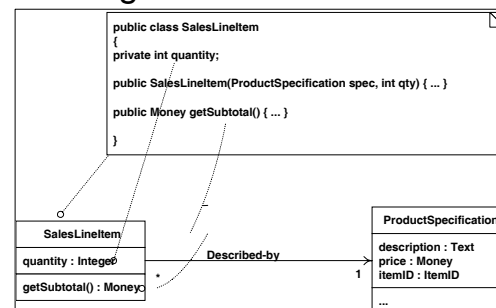 public class SalesLineItem
{
private int quantity;
public SalesLineItem(ProductSpecification spec, int qty) { ... }
public Money getSubtotal() { ... }
}
SalesLineItem
quantity : Integer
getSubtotal() : Money
Described-by
*
1
ProductSpecification
description : Text
price : Money
itemID : ItemID
...